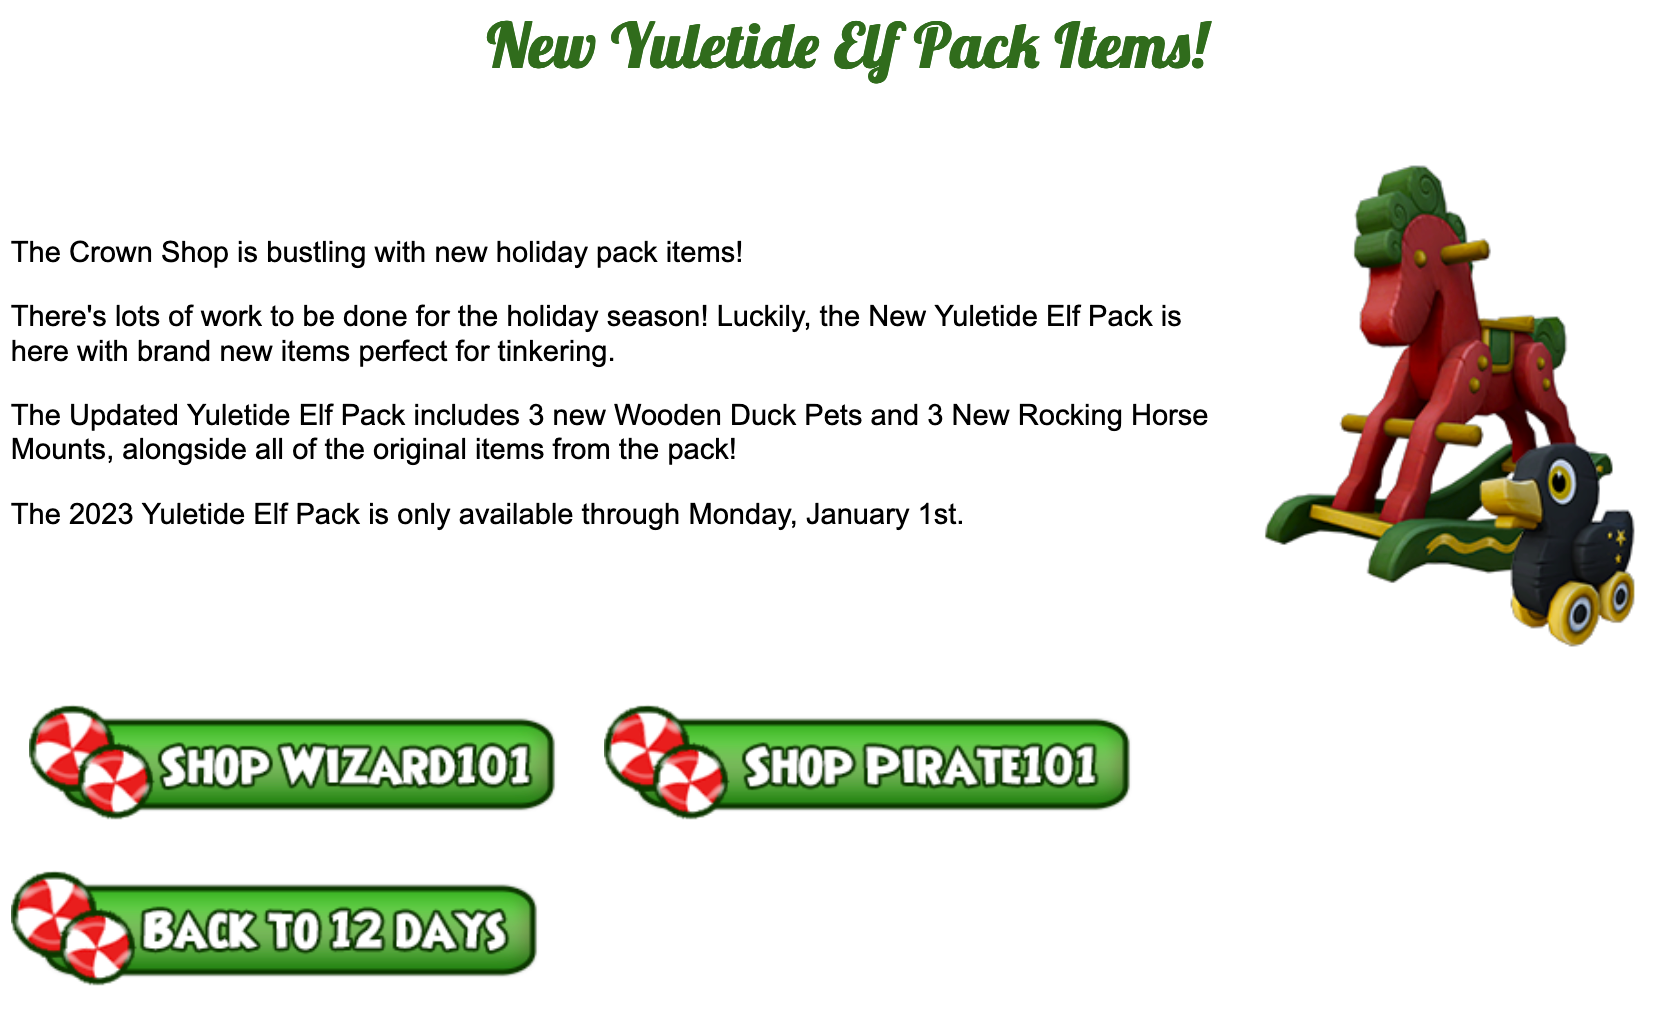 New Yuletide Elf Pack Items!
The Crown Shop is bustling with new holiday pack items!
There's lots of work to be done for the holiday season! Luckily, the New Yuletide Elf Pack is
here with brand new items perfect for tinkering.
The Updated Yuletide Elf Pack includes 3 new Wooden Duck Pets and 3 New Rocking Horse
Mounts, alongside all of the original items from the pack!
The 2023 Yuletide Elf Pack is only available through Monday, January 1st.
SHOP WIZARD101
SHOP PIRATE101
BACK TO 12 DAYS